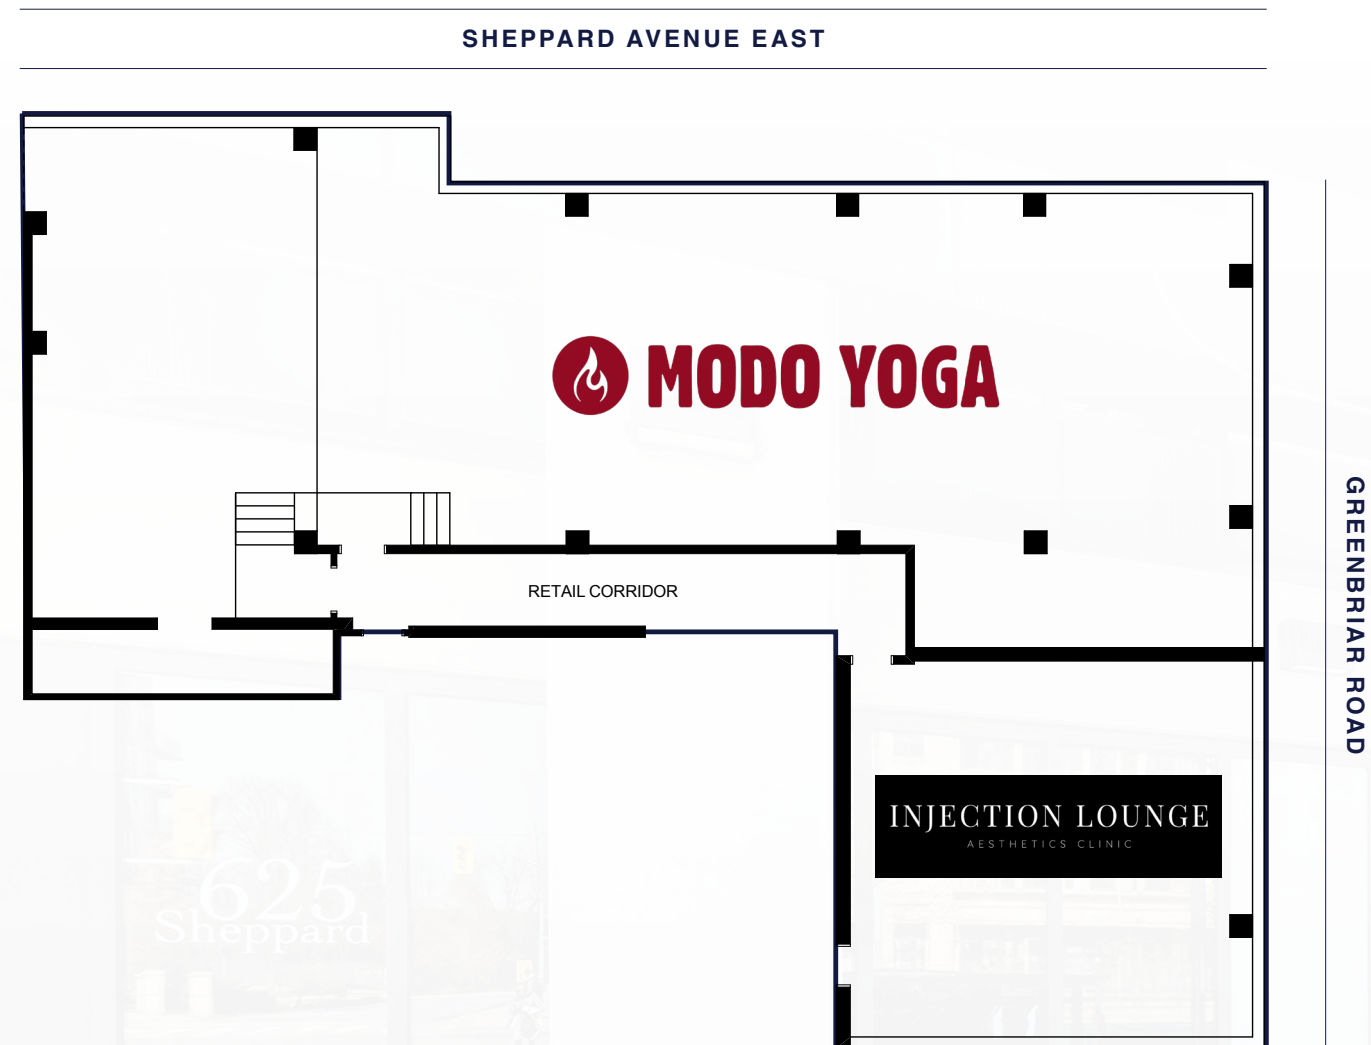 SHEPPARD AVENUE EAST
MODO YOGA
GREENBRIAR ROAD
RETAIL CORRIDOR
INJECTION LOUNGE
AESTHETICS CLINIC
625
Sheppard